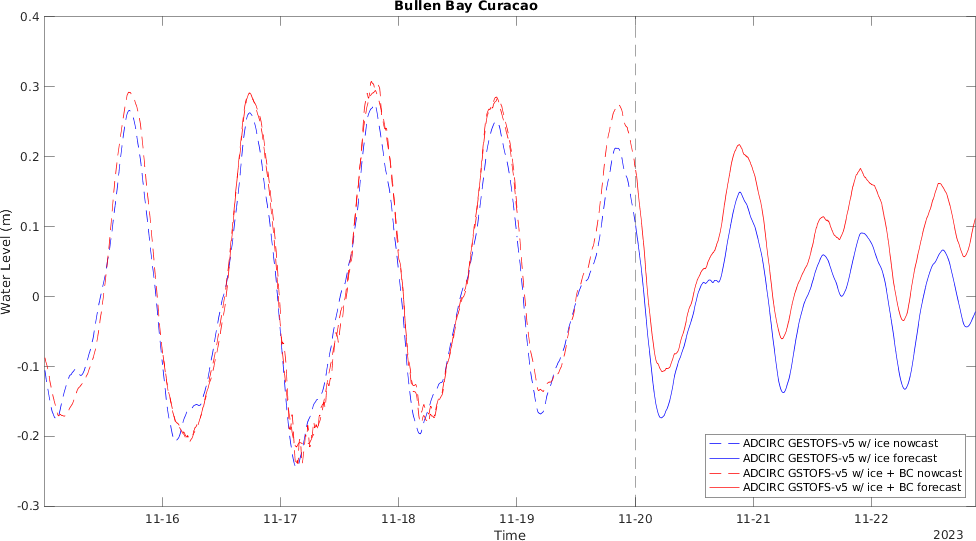 Bullen Bay Curacao
0.4
0.3
0.2
0.1
0
-0.1
-0.2
-0.3
Water Level (m)
11-16 11-17 11-18 11-19 11-20 11-21 11-22
Time
2023
ADCIRC GESTOFS-v5 w/ ice nowcast
ADCIRC GESTOFS-v5 w/ ice forecast
ADCIRC GSTOFS-v5 w/ ice + BC nowcast
ADCIRC GSTOFS-v5 w/ ice + BC forecast